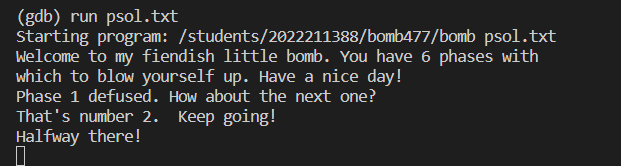 (gdb) run psol.txt
Starting program: /students/2022211388/bomb477/bomb psol.txt
Welcome to my fiendish little bomb. You have 6 phases with
which to blow yourself up. Have a nice day!
Phase 1 defused. How about the next one?
That's number 2.  Keep going!
Halfway there!